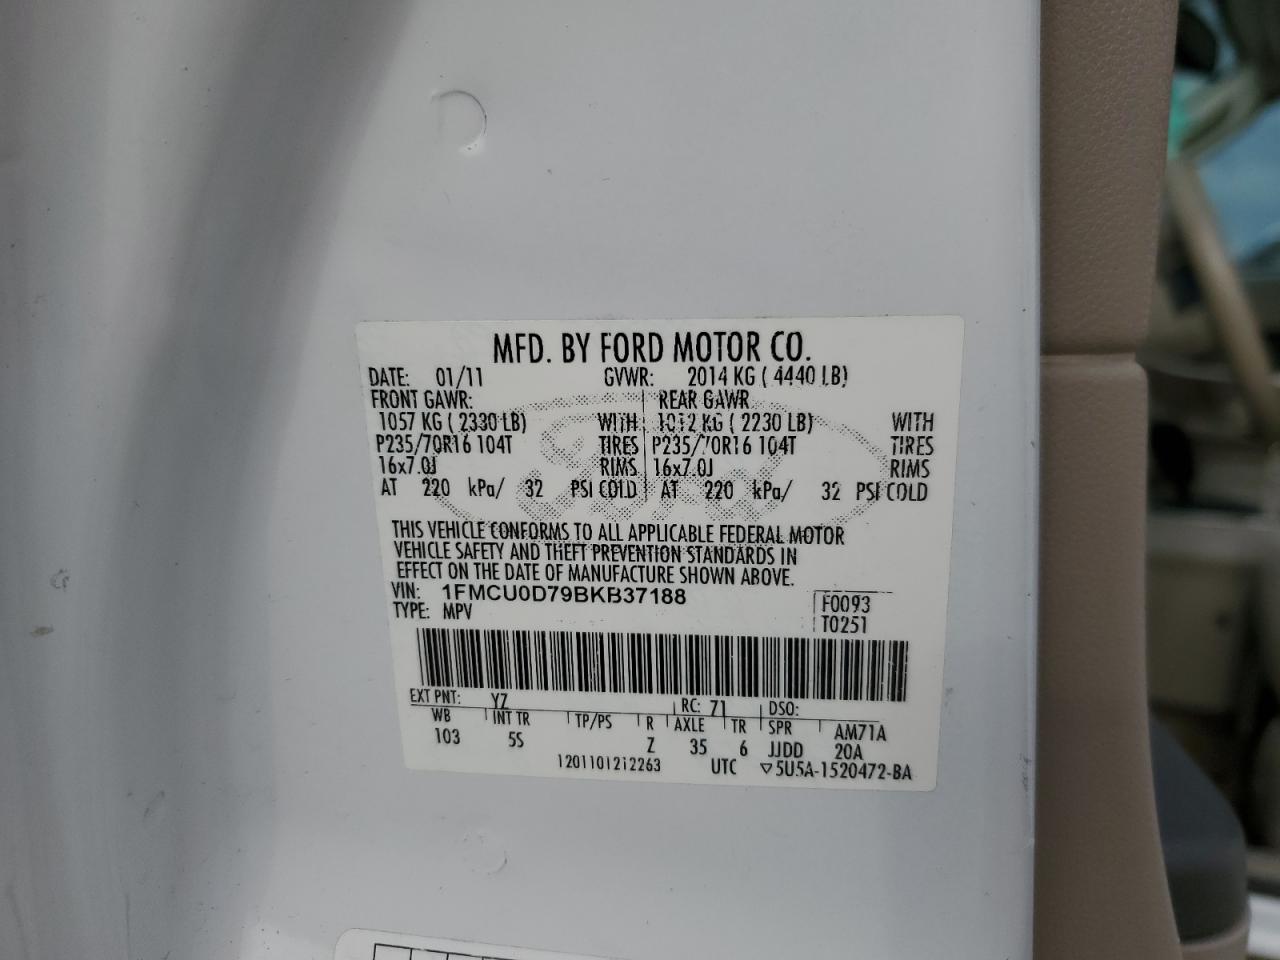 MFD. BY FORD MOTOR CO.
DATE: 01/11 GVWR: 2014 KG ( 4440 LB)
FRONT GAWR: REAR GAWR
1057 KG ( 2330 LB) WITH 1012 KG ( 2230 LB) WITH
P235/70R16 104T TIRES P235/70R16 104T TIRES
16x7.0J RIMS 16x7.0J RIMS
AT 220 kPa/ 32 PSI COLD AT 220 kPa/ 32 PSI COLD
THIS VEHICLE CONFORMS TO ALL APPLICABLE FEDERAL MOTOR
VEHICLE SAFETY AND THEFT PREVENTION STANDARDS IN
EFFECT ON THE DATE OF MANUFACTURE SHOWN ABOVE.
VIN: 1FMCU0D79BKB37188 F0093
TYPE: MPV T0251
EXT PNT: YZ RC: 71 DSO:
WB INT TR TP/PS R AXLE TR SPR AM71A
103 5S Z 35 6 JJDD 20A
1201101212263 UTC ▽5U5A-1520472-BA